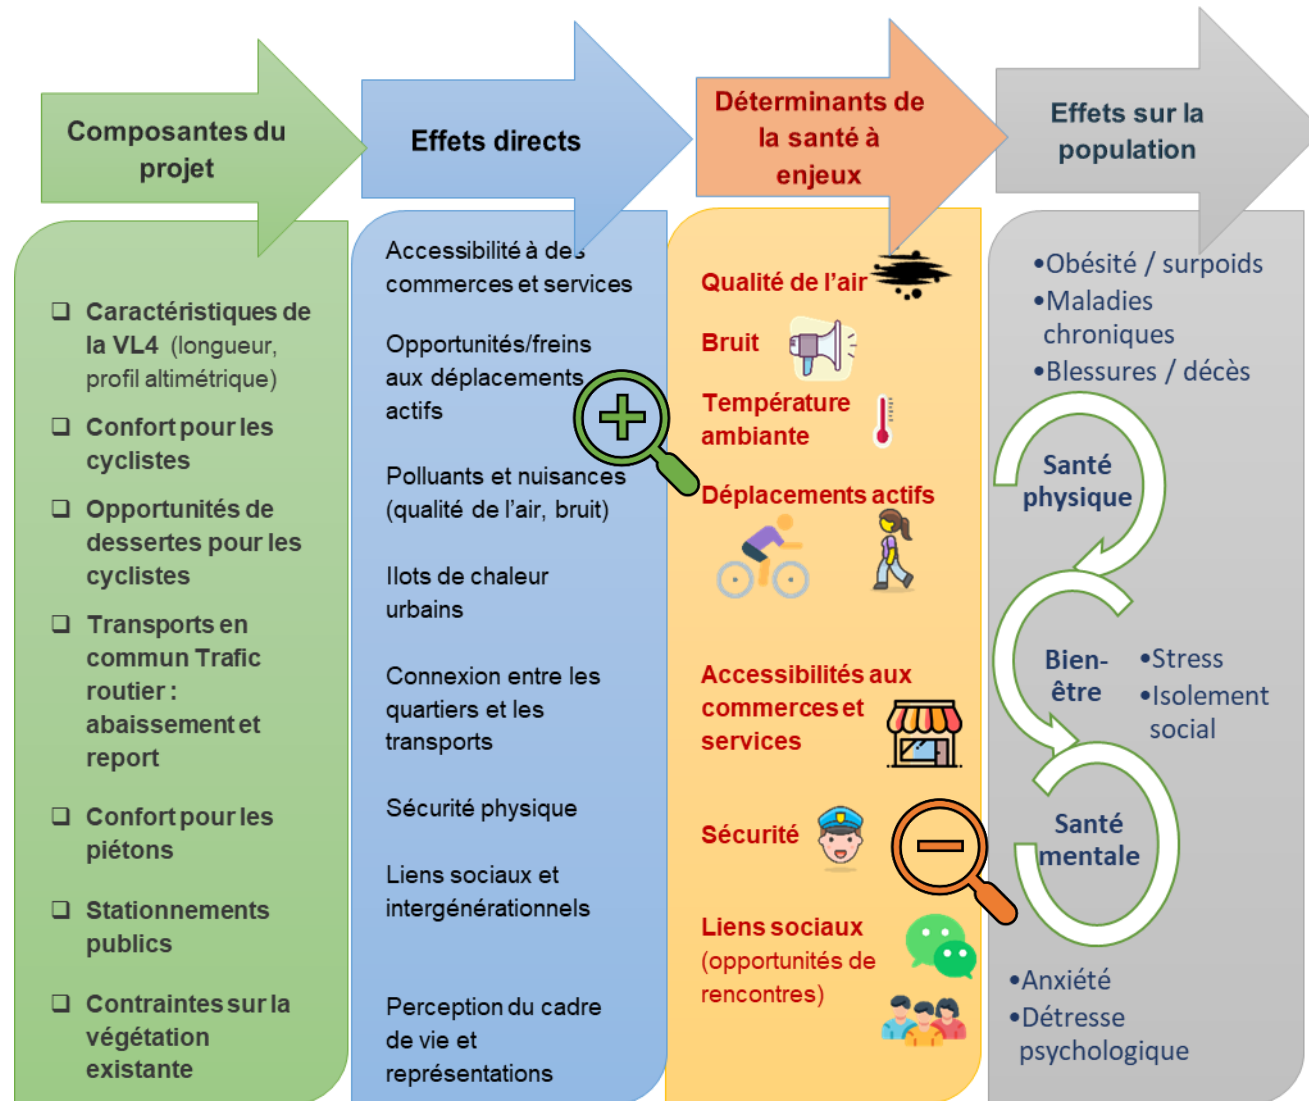 Composantes du
projet
Effets directs
Déterminants de
la santé à
enjeux
Effets sur la
population
❑ Caractéristiques de
la VL4 (longueur,
profil altimétrique)
❑ Confort pour les
cyclistes
❑ Opportunités de
dessertes pour les
cyclistes
❑ Transports en
commun Trafic
routier :
abaissement et
report
❑ Confort pour les
piétons
❑ Stationnements
publics
❑ Contraintes sur la
végétation
existante
Accessibilité à des
commerces et services
Opportunités/freins
aux déplacements
actifs
Polluants et nuisances
(qualité de l'air, bruit)
Ilots de chaleur
urbains
Connexion entre les
quartiers et les
transports
Sécurité physique
Liens sociaux et
intergénérationnels
Perception du cadre
de vie et
représentations
Qualité de l'air
Bruit
Température
ambiante
Déplacements actifs
Accessibilités aux
commerces et
services
Sécurité
Liens sociaux
(opportunités de
rencontres)
•Obésité / surpoids
•Maladies
chroniques
•Blessures / décès
Santé
physique
Bien-
être
•Stress
•Isolement
social
Santé
mentale
•Anxiété
•Détresse
psychologique